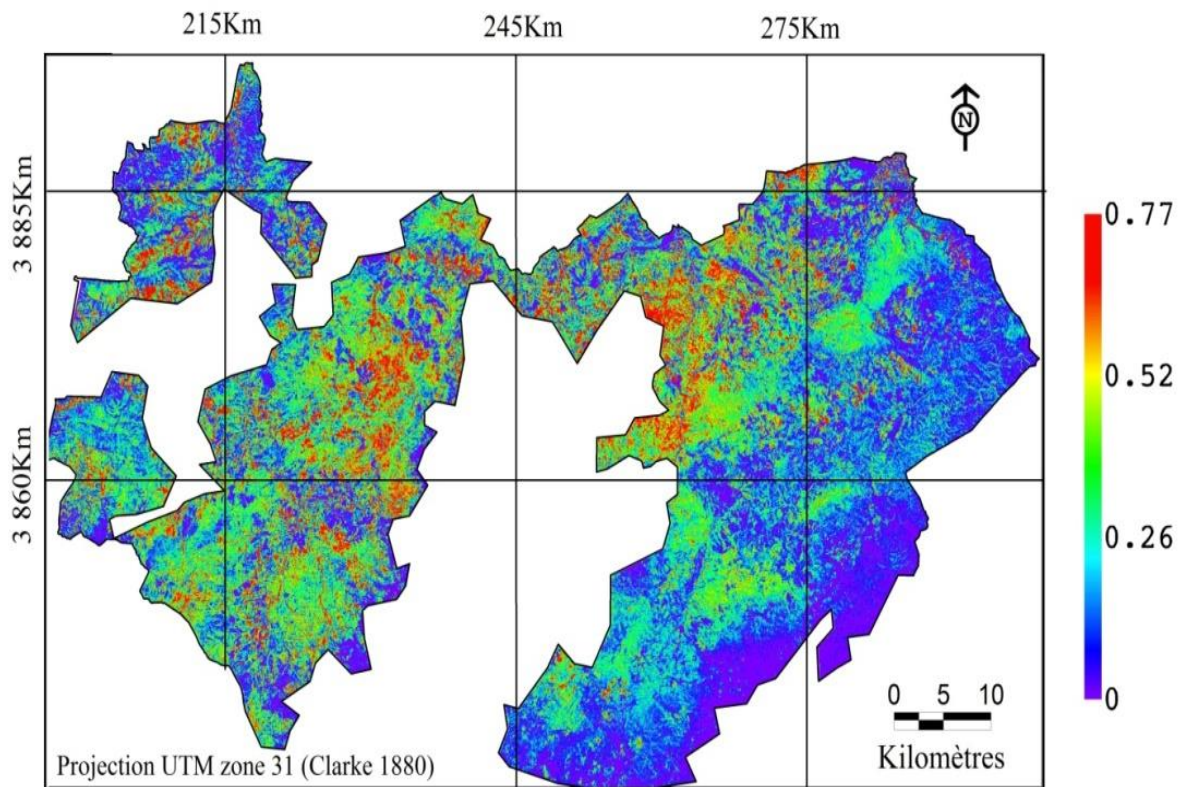 215Km 245Km 275Km
N
3 885Km
0.77
0.52
3 860Km
0.26
0 5 10
0
Kilomètres
Projection UTM zone 31 (Clarke 1880)